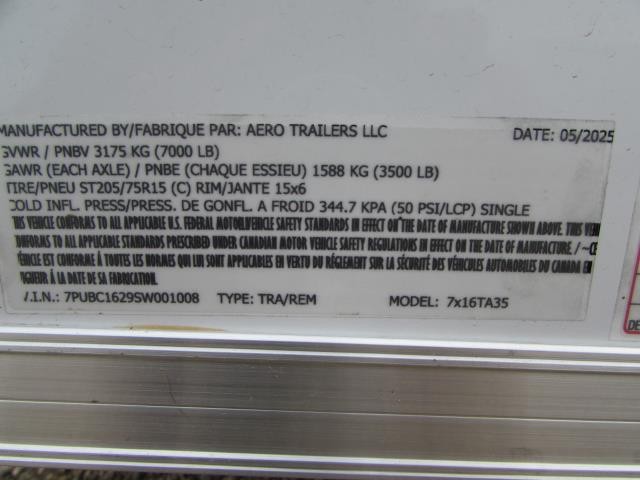 MANUFACTURED BY/FABRIQUE PAR: AERO TRAILERS LLC DATE: 05/2025
GVWR / PNBV 3175 KG (7000 LB)
GAWR (EACH AXLE) / PNBE (CHAQUE ESSIEU) 1588 KG (3500 LB)
TIRE/PNEU ST205/75R15 (C) RIM/JANTE 15x6
COLD INFL. PRESS/PRESS. DE GONFL. A FROID 344.7 KPA (50 PSI/LCP) SINGLE
THIS VEHICLE CONFORMS TO ALL APPLICABLE U.S. FEDERAL MOTOR VEHICLE SAFETY STANDARDS IN EFFECT ON THE DATE OF MANUFACTURE SHOWN ABOVE. / THIS VEHICLE
CONFORMS TO ALL APPLICABLE STANDARDS PRESCRIBED UNDER CANADIAN MOTOR VEHICLE SAFETY REGULATIONS IN EFFECT ON THE DATE OF MANUFACTURE. / ~CE
VÉHICULE EST CONFORME À TOUTES LES NORMES QUI LUI SONT APPLICABLES EN VERTU DU RÉGLEMENT SUR LA SÉCURITÉ DES VÉHICULES AUTOMOBILES DU CANADA EN
VIGUEUR À LA DATE DE SA FABRICATION.
V.I.N.: 7PUBC1629SW001008 TYPE: TRA/REM MODEL: 7x16TA35
DE